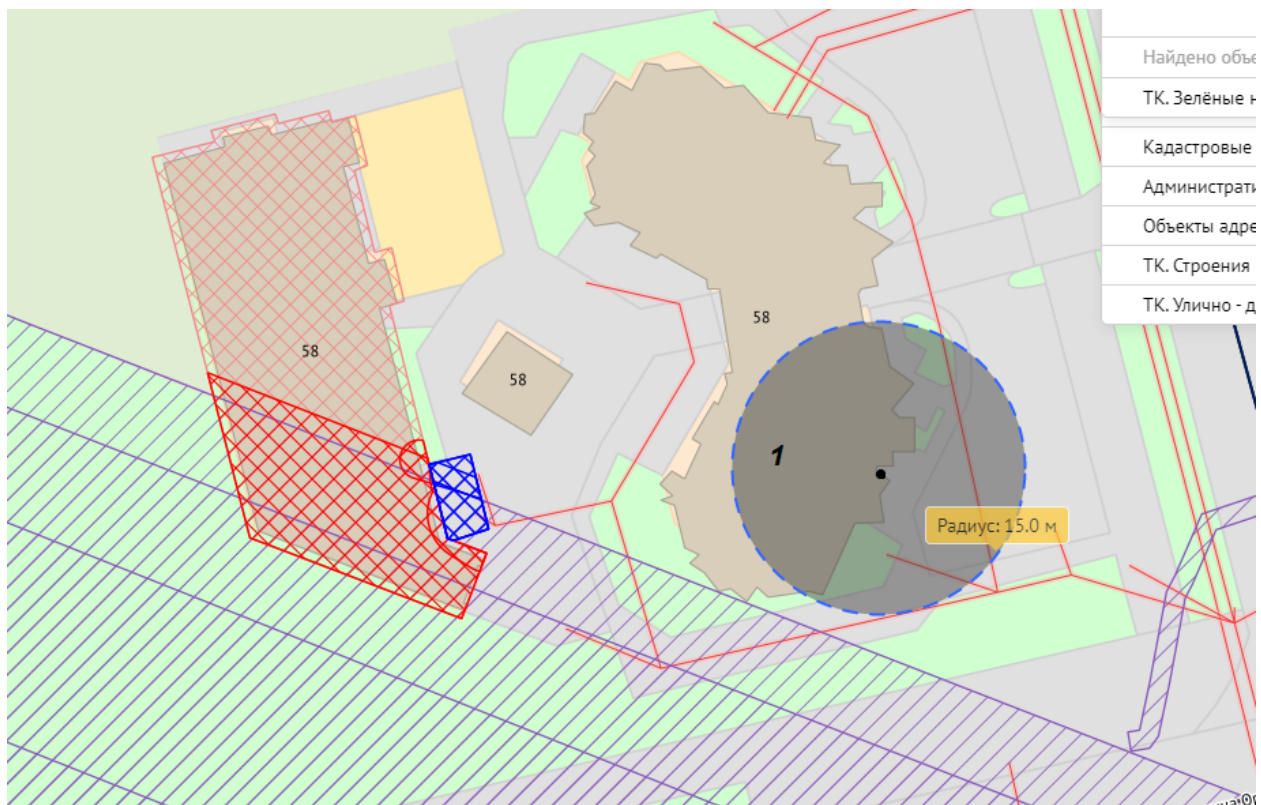 Найдено объе
ТК. Зелёные н
Кадастровые
Администрати
Объекты адре
ТК. Строения
ТК. Улично - д
58
58
58
1
Радиус: 15.0 м